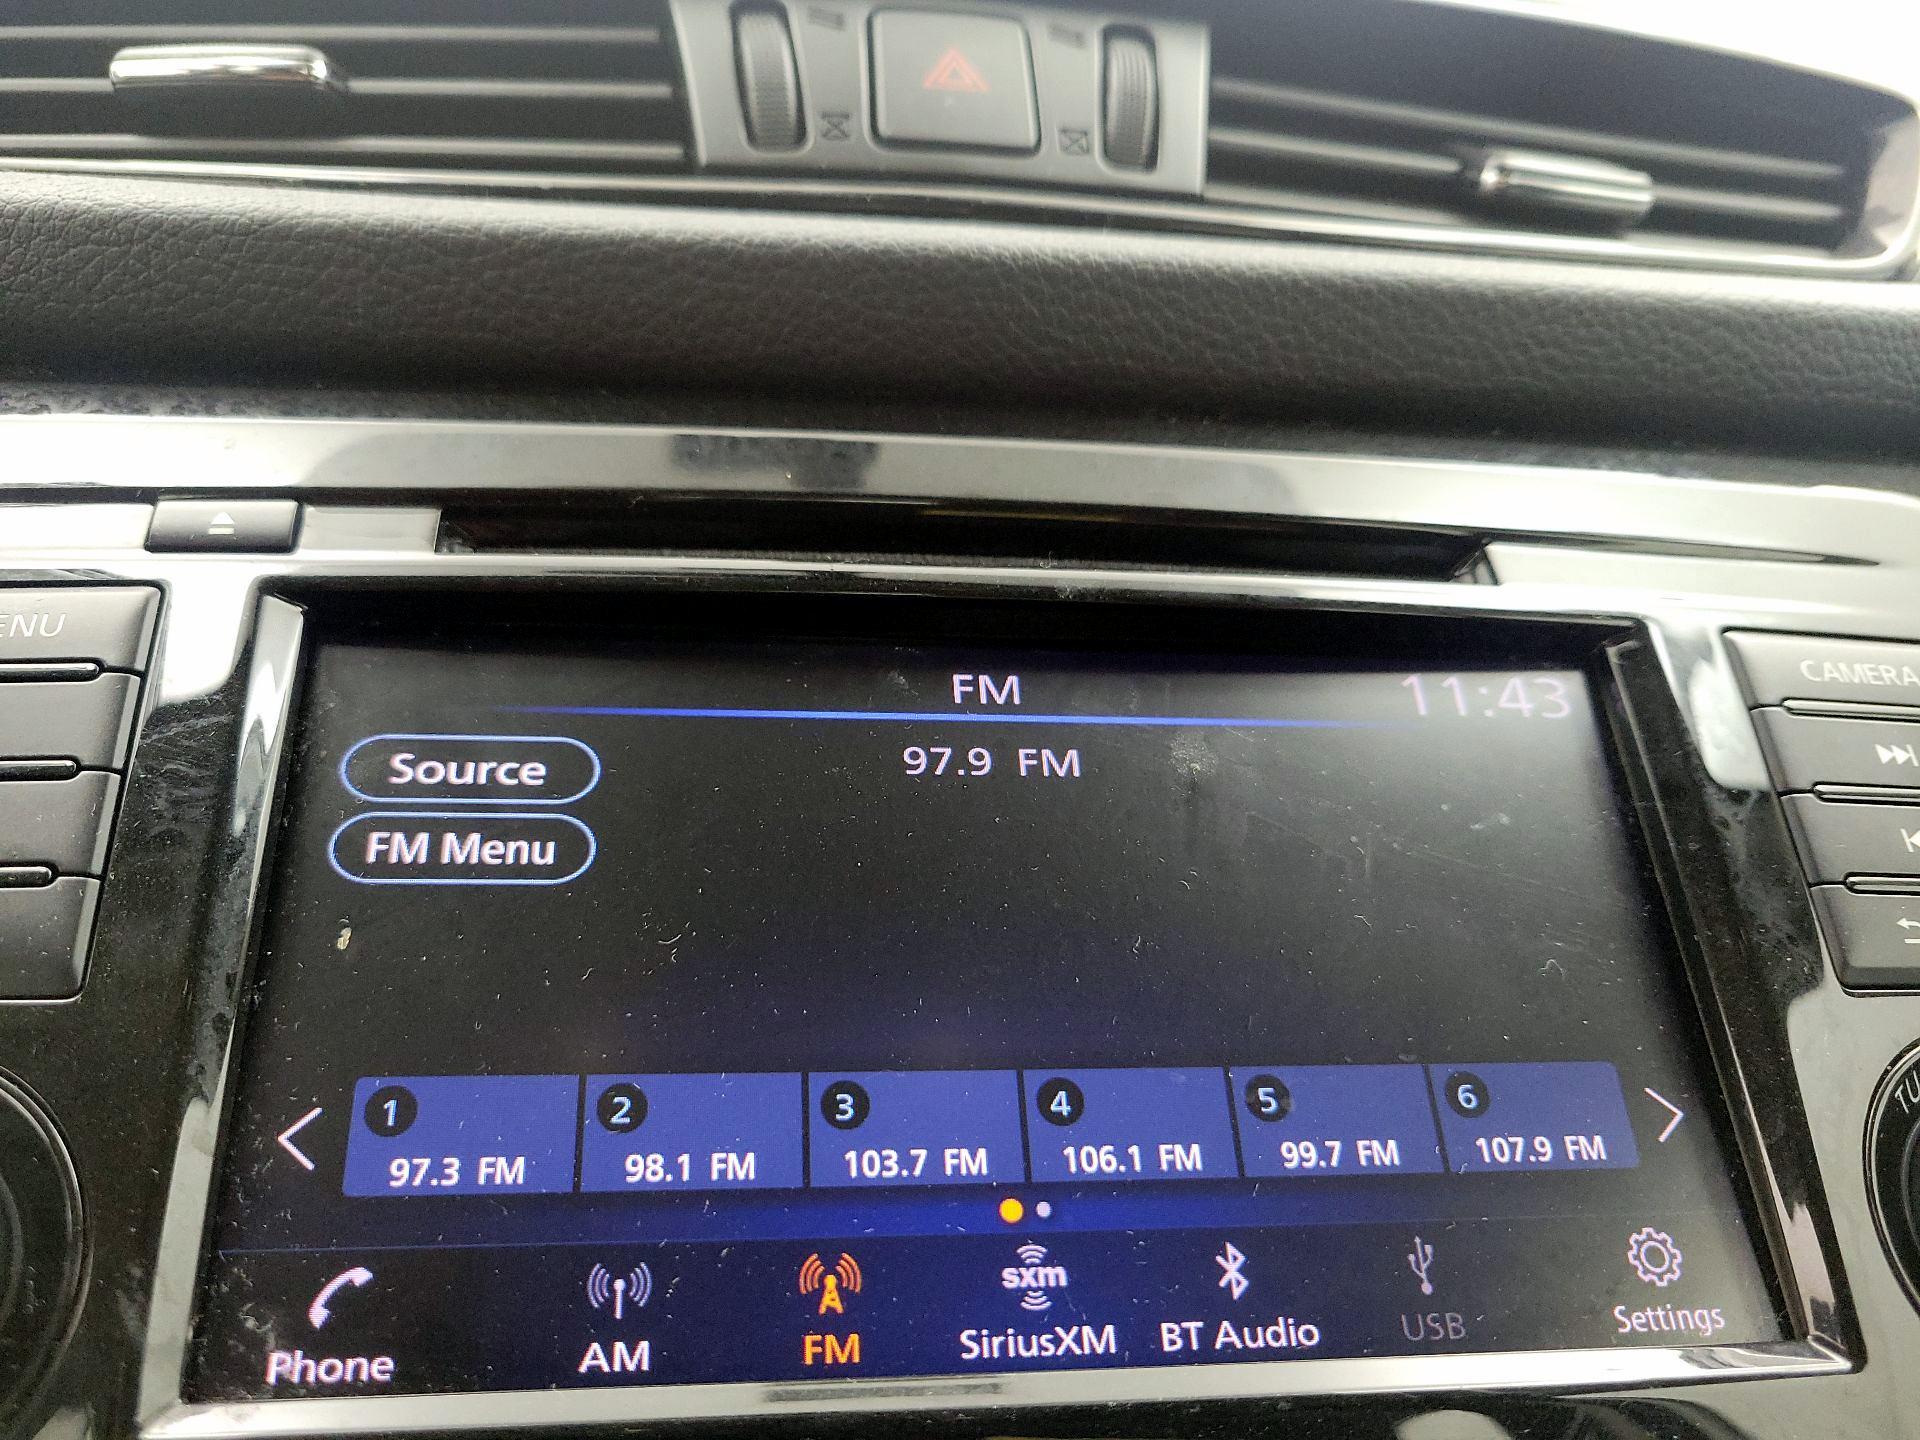 FM
11:43
Source
97.9 FM
FM Menu
CAMERA
1
2
3
4
5
6
97.3 FM
98.1 FM
103.7 FM
106.1 FM
99.7 FM
107.9 FM
Phone
AM
FM
sxm
SiriusXM
BT Audio
USB
Settings